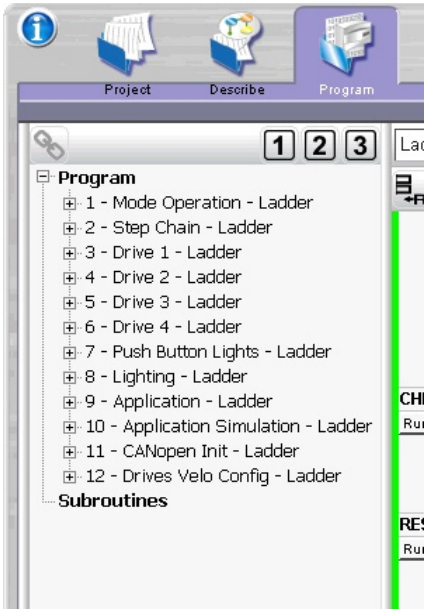 Project Describe Program
1 2 3
Program
1 - Mode Operation - Ladder
2 - Step Chain - Ladder
3 - Drive 1 - Ladder
4 - Drive 2 - Ladder
5 - Drive 3 - Ladder
6 - Drive 4 - Ladder
7 - Push Button Lights - Ladder
8 - Lighting - Ladder
9 - Application - Ladder
10 - Application Simulation - Ladder
11 - CANopen Init - Ladder
12 - Drives Velo Config - Ladder
Subroutines